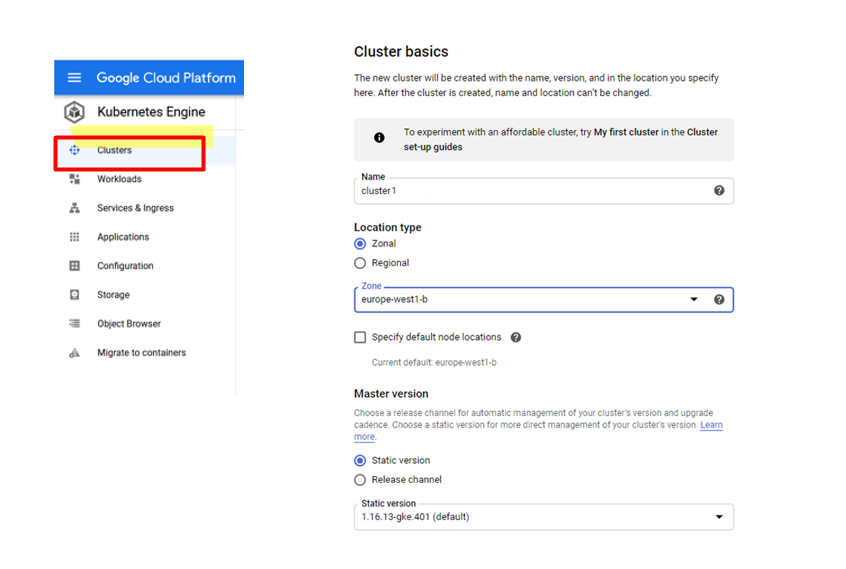 Google Cloud Platform
Kubernetes Engine
Clusters
Workloads
Services & Ingress
Applications
Configuration
Storage
Object Browser
Migrate to containers
Cluster basics
The new cluster will be created with the name, version, and in the location you specify
here. After the cluster is created, name and location can't be changed.
To experiment with an affordable cluster, try My first cluster in the Cluster
set-up guides
Name
cluster1
Location type
Zonal
Regional
Zone
europe-west1-b
Specify default node locations
Current default: europe-west1-b
Master version
Choose a release channel for automatic management of your cluster's version and upgrade
cadence. Choose a static version for more direct management of your cluster's version. Learn
more.
Static version
Release channel
Static version
1.16.13-gke.401 (default)